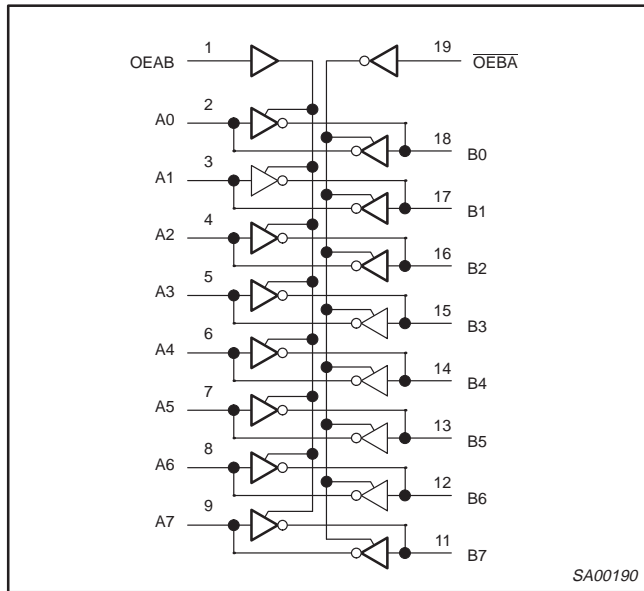 OEAB 1 19 O̅E̅B̅A̅
A0 2 18 B0
A1 3 17 B1
A2 4 16 B2
A3 5 15 B3
A4 6 14 B4
A5 7 13 B5
A6 8 12 B6
A7 9 11 B7
SA00190